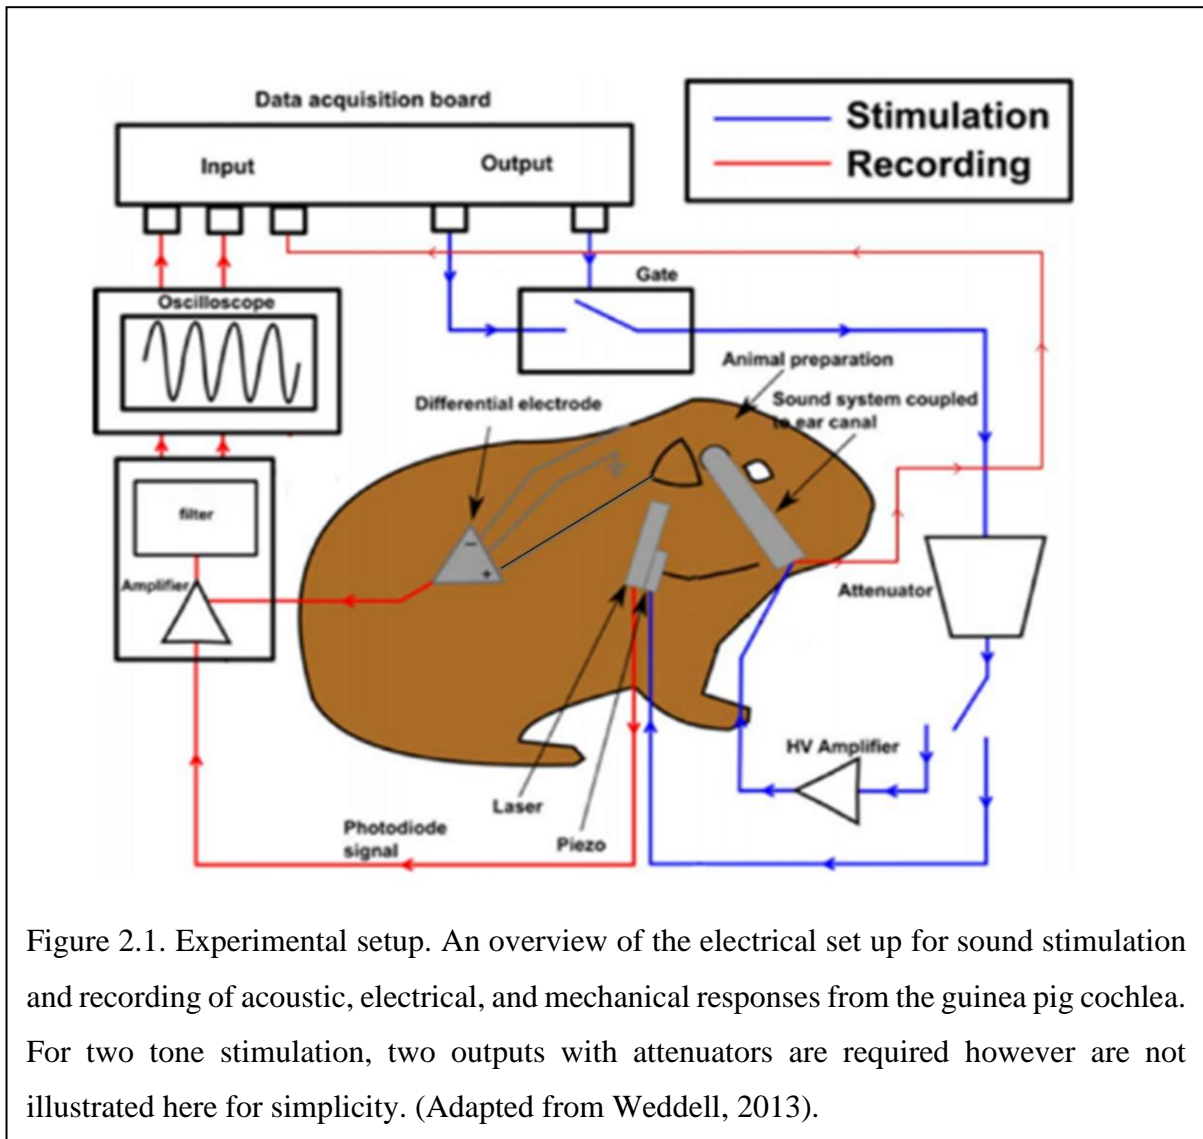 Data acquisition board
Input
Output
Stimulation
Recording
Gate
Oscilloscope
Animal preparation
Sound system coupled
to ear canal
Differential electrode
filter
Amplifier
−
+
Attenuator
HV Amplifier
Laser
Piezo
Photodiode
signal
Figure 2.1. Experimental setup. An overview of the electrical set up for sound stimulation
and recording of acoustic, electrical, and mechanical responses from the guinea pig cochlea.
For two tone stimulation, two outputs with attenuators are required however are not
illustrated here for simplicity. (Adapted from Weddell, 2013).